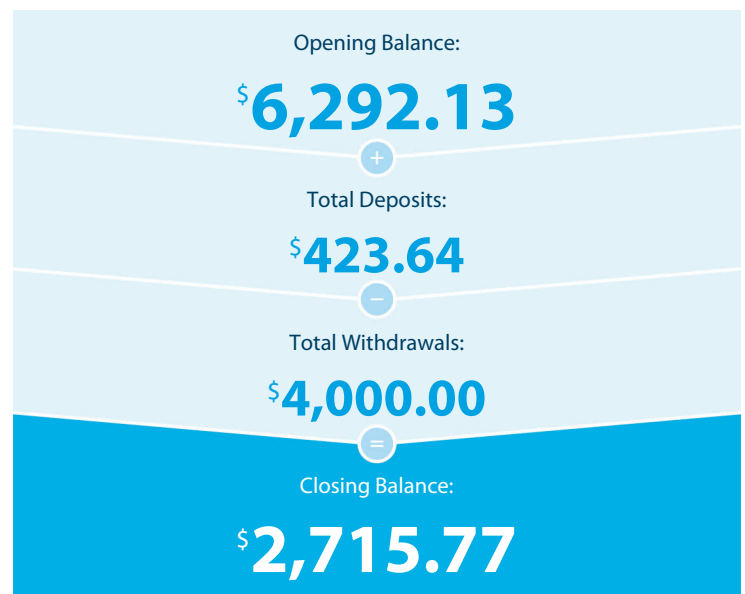 Opening Balance:
$6,292.13
+
Total Deposits:
$423.64
−
Total Withdrawals:
$4,000.00
=
Closing Balance:
$2,715.77